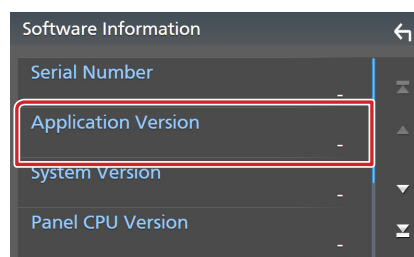 Software Information
Serial Number
-
Application Version
-
System Version
-
Panel CPU Version
-